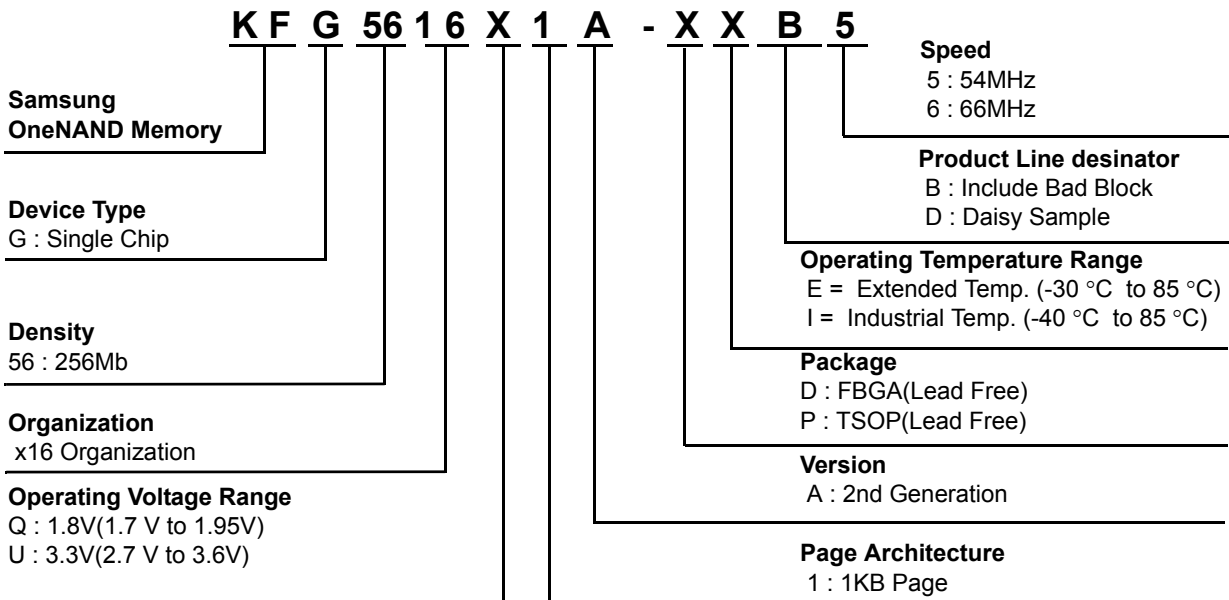 K F G 56 1 6 X 1 A - X X B 5
Samsung
OneNAND Memory
Device Type
G : Single Chip
Density
56 : 256Mb
Organization
x16 Organization
Operating Voltage Range
Q : 1.8V(1.7 V to 1.95V)
U : 3.3V(2.7 V to 3.6V)
Speed
5 : 54MHz
6 : 66MHz
Product Line desinator
B : Include Bad Block
D : Daisy Sample
Operating Temperature Range
E = Extended Temp. (-30 °C to 85 °C)
I = Industrial Temp. (-40 °C to 85 °C)
Package
D : FBGA(Lead Free)
P : TSOP(Lead Free)
Version
A : 2nd Generation
Page Architecture
1 : 1KB Page